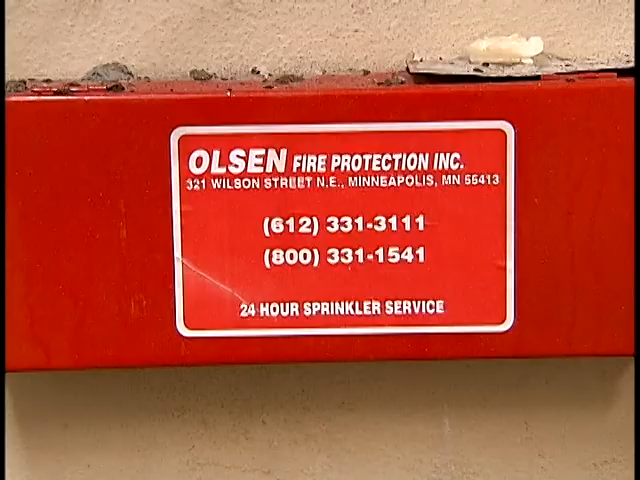 OLSEN FIRE PROTECTION INC.
321 WILSON STREET N.E., MINNEAPOLIS, MN 55413
(612) 331-3111
(800) 331-1541
24 HOUR SPRINKLER SERVICE